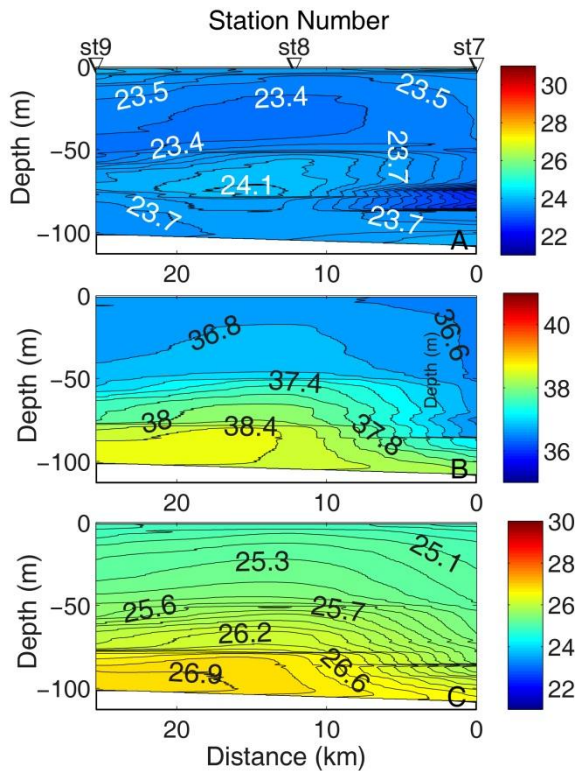 Station Number
st9 st8 st7
0
−50
−100
Depth (m)
23.5 23.4 23.5
23.4 23.7
24.1
23.7 23.7
A
20 10 0
30
28
26
24
22
0
−50
−100
Depth (m)
36.8 36.6
Depth (m)
37.4
38 37.8
38.4
B
20 10 0
40
38
36
0
−50
−100
Depth (m)
25.3 25.1
25.6 25.7
26.2
26.9 26.6
C
20 10 0
Distance (km)
30
28
26
24
22